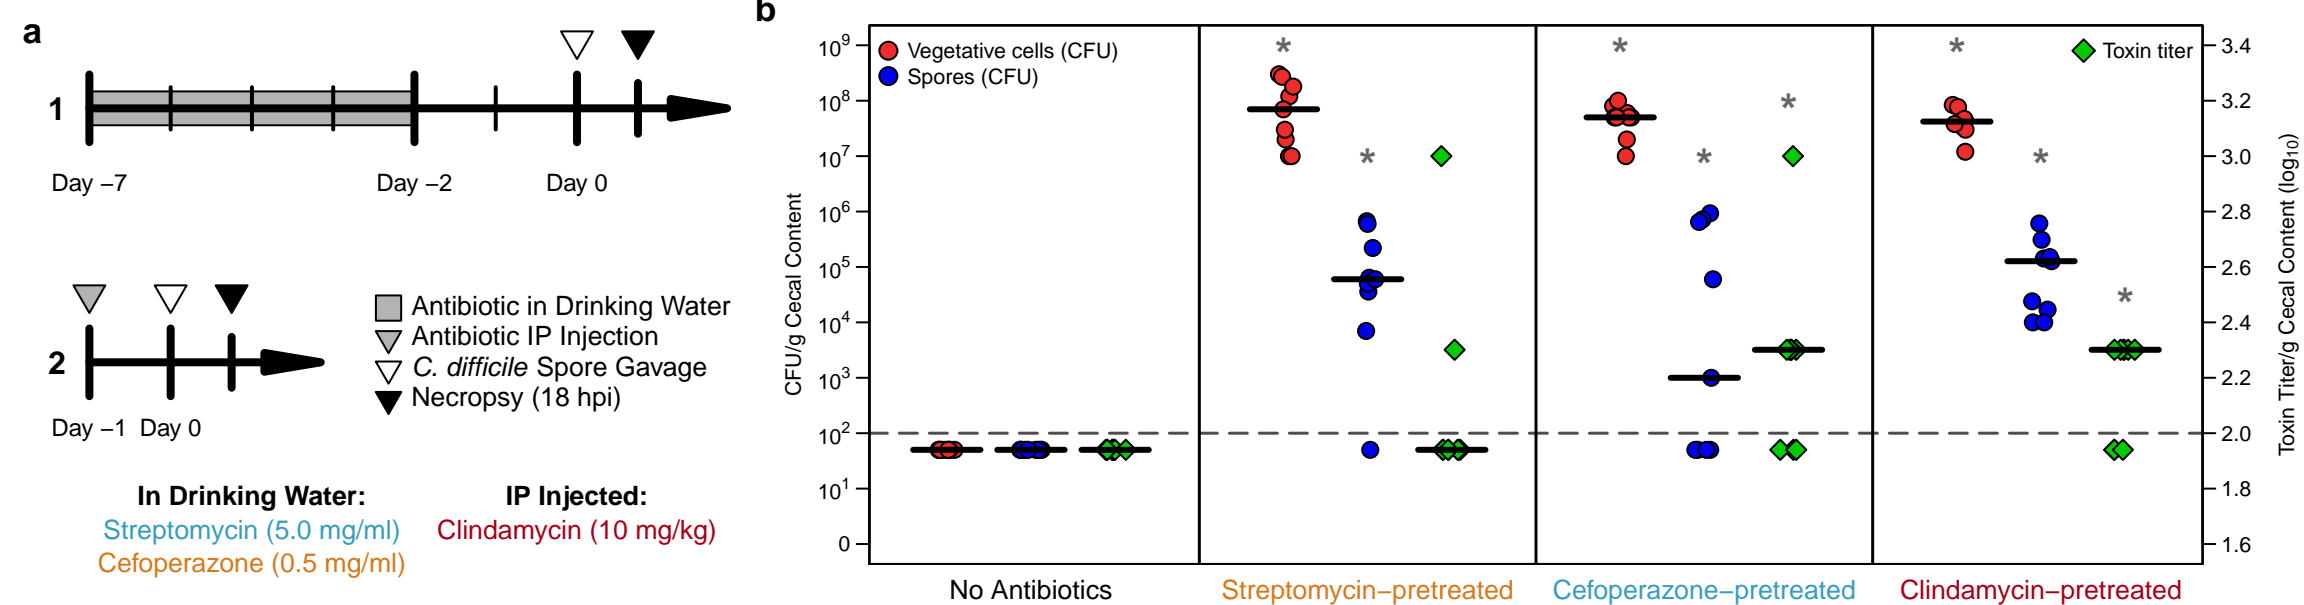 a
1
Day −7
Day −2
Day 0
2
Day −1
Day 0
Antibiotic in Drinking Water
Antibiotic IP Injection
C. difficile Spore Gavage
Necropsy (18 hpi)
In Drinking Water:
Streptomycin (5.0 mg/ml)
Cefoperazone (0.5 mg/ml)
IP Injected:
Clindamycin (10 mg/kg)
b
CFU/g Cecal Content
10⁹
10⁸
10⁷
10⁶
10⁵
10⁴
10³
10²
10¹
0
Vegetative cells (CFU)
Spores (CFU)
*
*
*
*
*
*
*
*
Toxin titer
3.4
3.2
3.0
2.8
2.6
2.4
2.2
2.0
1.8
1.6
Toxin Titer/g Cecal Content (log₁₀)
No Antibiotics
Streptomycin−pretreated
Cefoperazone−pretreated
Clindamycin−pretreated